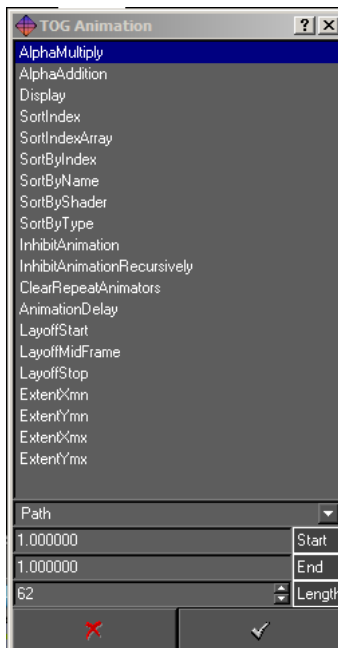 TOG Animation
AlphaMultiply
AlphaAddition
Display
SortIndex
SortIndexArray
SortByIndex
SortByName
SortByShader
SortByType
InhibitAnimation
InhibitAnimationRecursively
ClearRepeatAnimators
AnimationDelay
LayoffStart
LayoffMidFrame
LayoffStop
ExtentXmn
ExtentYmn
ExtentXmx
ExtentYmx
Path
1.000000 Start
1.000000 End
62 Length